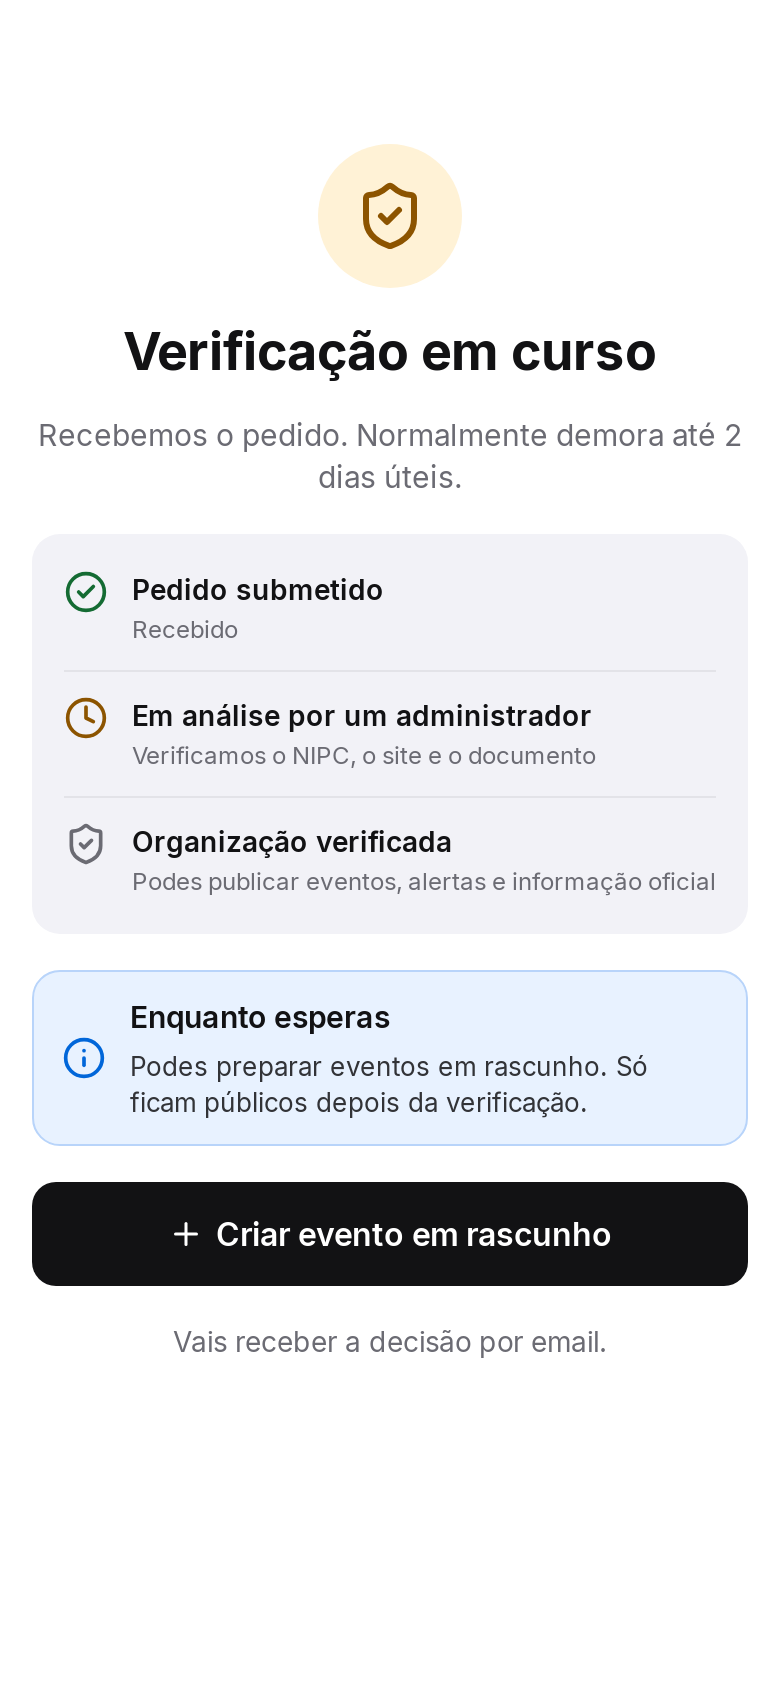 Verificação em curso
Recebemos o pedido. Normalmente demora até 2
dias úteis.
Pedido submetido
Recebido
Em análise por um administrador
Verificamos o NIPC, o site e o documento
Organização verificada
Podes publicar eventos, alertas e informação oficial
Enquanto esperas
Podes preparar eventos em rascunho. Só
ficam públicos depois da verificação.
Criar evento em rascunho
Vais receber a decisão por email.